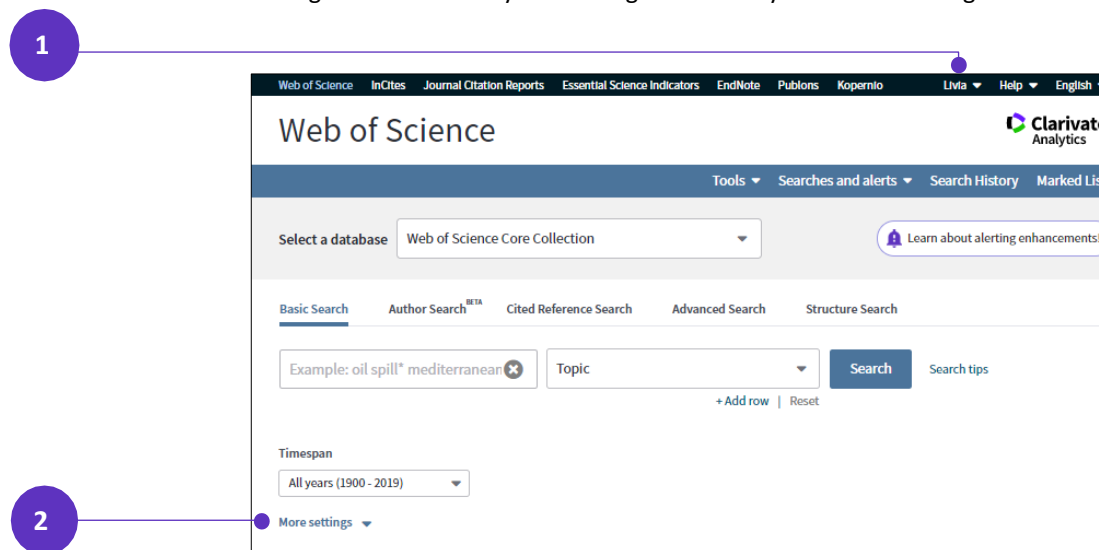 1
Web of Science InCites Journal Citation Reports Essential Science Indicators EndNote Publons Kopernio Livia Help English
Web of Science
Clarivate
Analytics
Tools Searches and alerts Search History Marked Lis
Select a database Web of Science Core Collection Learn about alerting enhancements!
Basic Search Author Search BETA Cited Reference Search Advanced Search Structure Search
Example: oil spill* mediterranean Topic Search Search tips
+ Add row | Reset
Timespan
All years (1900 - 2019)
2 More settings